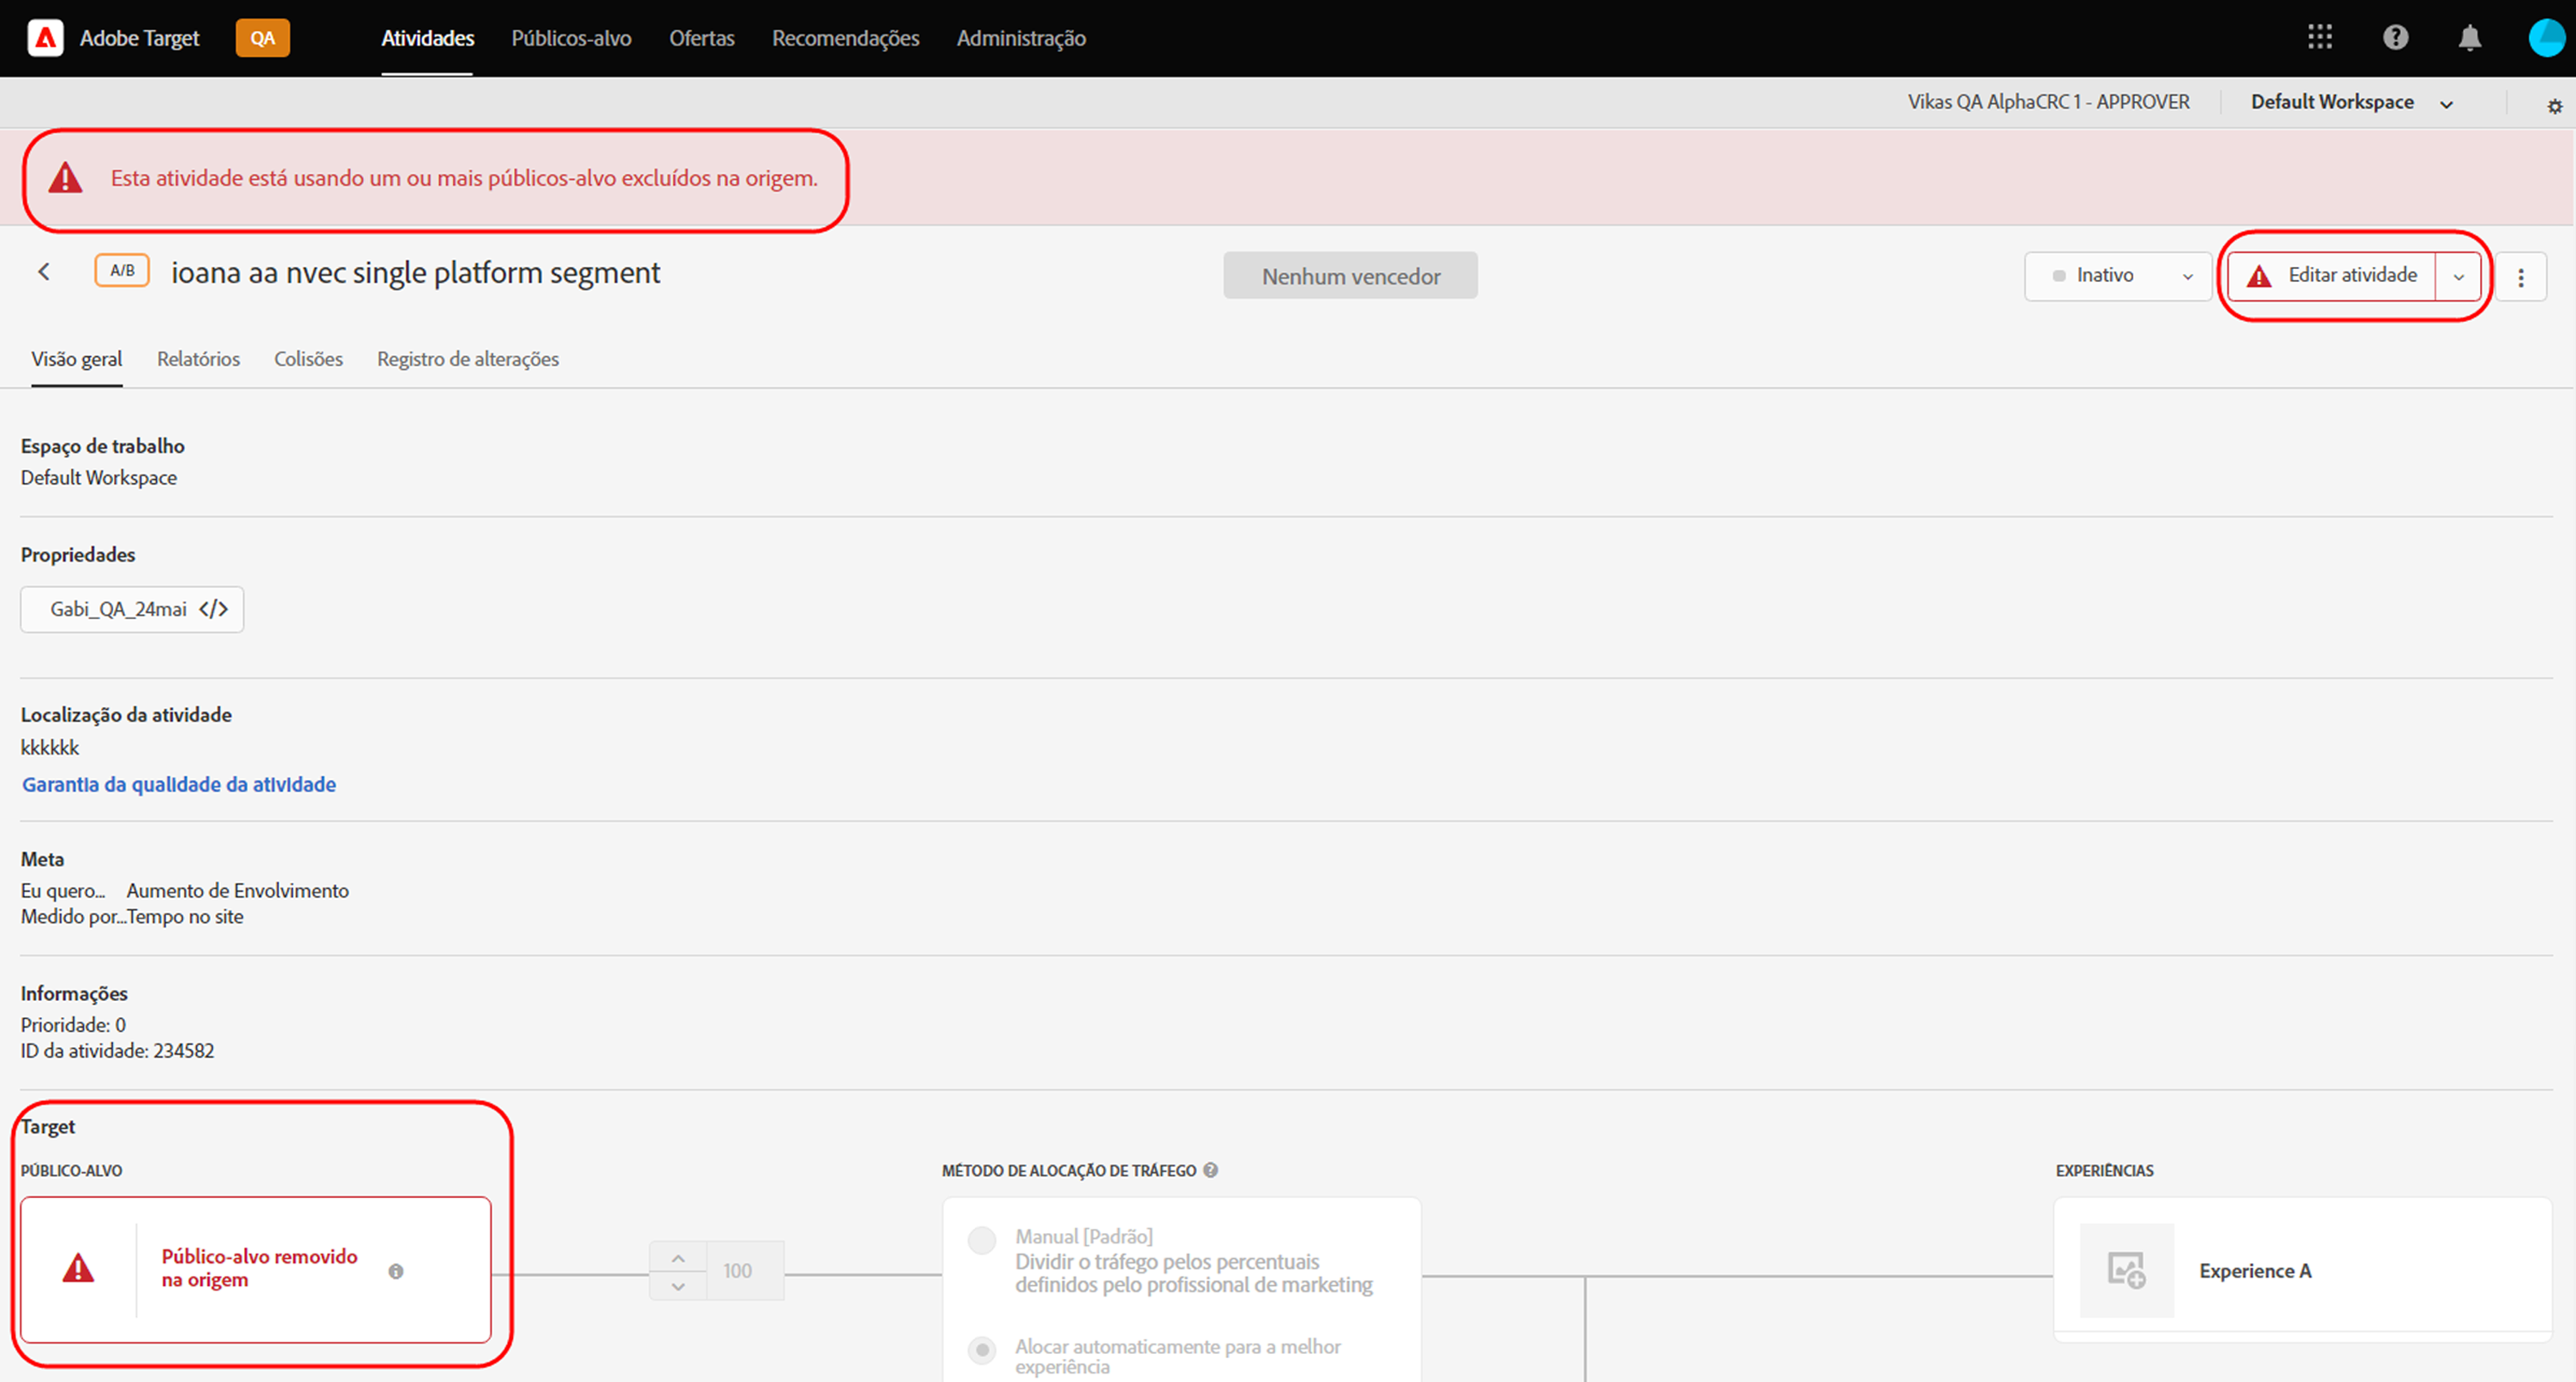 Adobe Target QA Atividades Públicos-alvo Ofertas Recomendações Administração
Vikas QA AlphaCRC 1 - APPROVER Default Workspace
Esta atividade está usando um ou mais públicos-alvo excluídos na origem.
A/B ioana aa nvec single platform segment Nenhum vencedor Inativo Editar atividade
Visão geral Relatórios Colisões Registro de alterações
Espaço de trabalho
Default Workspace
Propriedades
Gabi_QA_24mai </>
Localização da atividade
kkkkkk
Garantia da qualidade da atividade
Meta
Eu quero... Aumento de Envolvimento
Medido por...Tempo no site
Informações
Prioridade: 0
ID da atividade: 234582
Target
PÚBLICO-ALVO MÉTODO DE ALOCAÇÃO DE TRÁFEGO EXPERIÊNCIAS
Público-alvo removido
na origem
100
Manual [Padrão]
Dividir o tráfego pelos percentuais
definidos pelo profissional de marketing
Experience A
Alocar automaticamente para a melhor
experiência